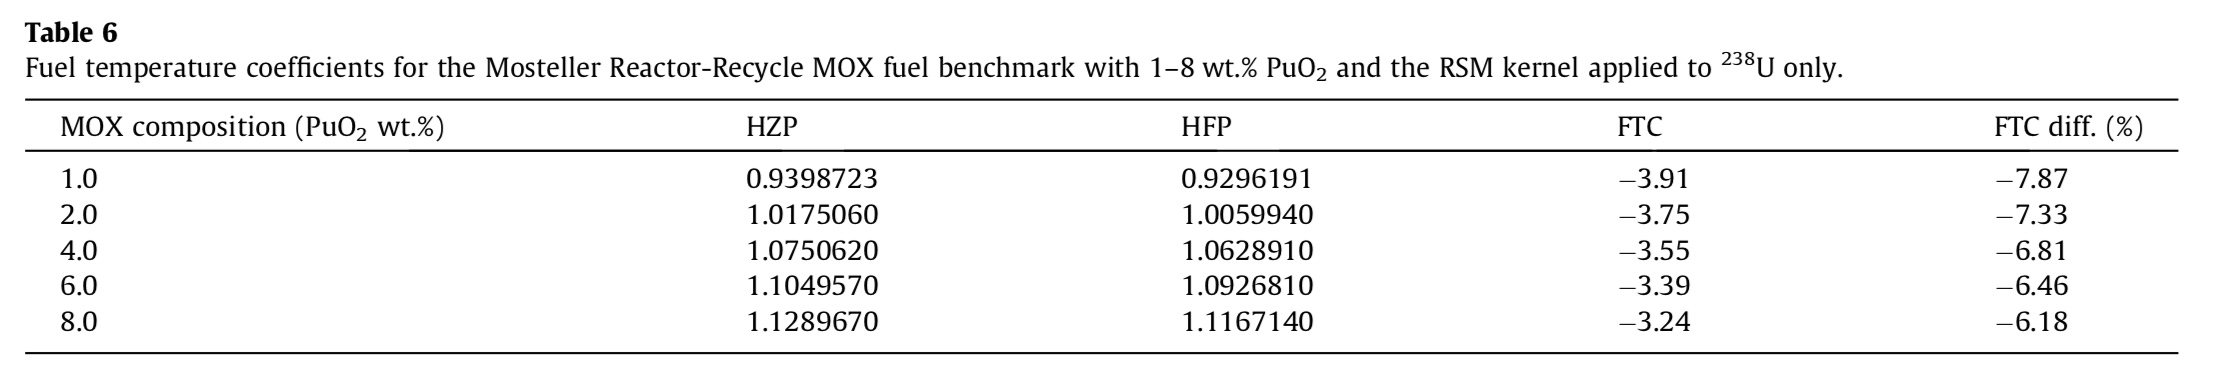 Table 6
Fuel temperature coefficients for the Mosteller Reactor-Recycle MOX fuel benchmark with 1–8 wt.% PuO₂ and the RSM kernel applied to ²³⁸U only.
MOX composition (PuO₂ wt.%) HZP HFP FTC FTC diff. (%)
1.0 0.9398723 0.9296191 −3.91 −7.87
2.0 1.0175060 1.0059940 −3.75 −7.33
4.0 1.0750620 1.0628910 −3.55 −6.81
6.0 1.1049570 1.0926810 −3.39 −6.46
8.0 1.1289670 1.1167140 −3.24 −6.18